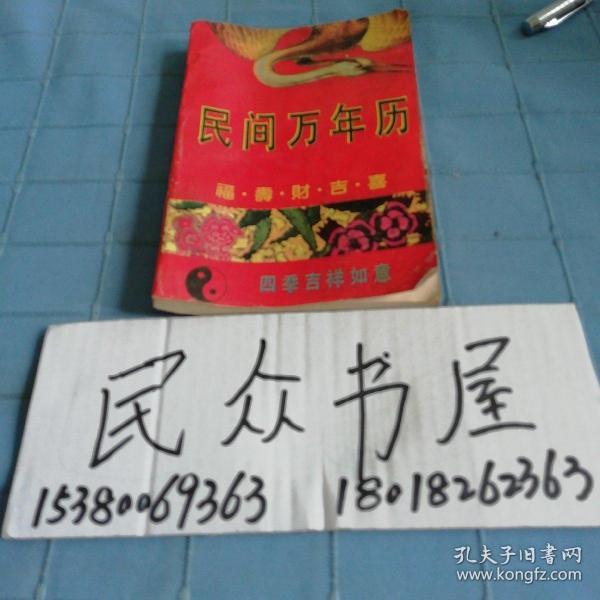 民间万年历
福·寿·財·吉·喜
四季吉祥如意
民众书屋
15380069363 18018262363
孔夫子旧书网
www.kongfz.com